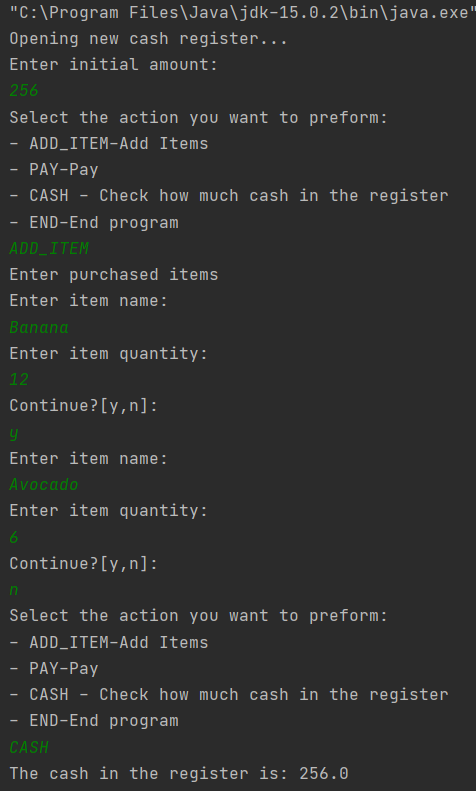 "C:\Program Files\Java\jdk-15.0.2\bin\java.exe"
Opening new cash register...
Enter initial amount:
256
Select the action you want to preform:
- ADD_ITEM-Add Items
- PAY-Pay
- CASH - Check how much cash in the register
- END-End program
ADD_ITEM
Enter purchased items
Enter item name:
Banana
Enter item quantity:
12
Continue?[y,n]:
y
Enter item name:
Avocado
Enter item quantity:
6
Continue?[y,n]:
n
Select the action you want to preform:
- ADD_ITEM-Add Items
- PAY-Pay
- CASH - Check how much cash in the register
- END-End program
CASH
The cash in the register is: 256.0